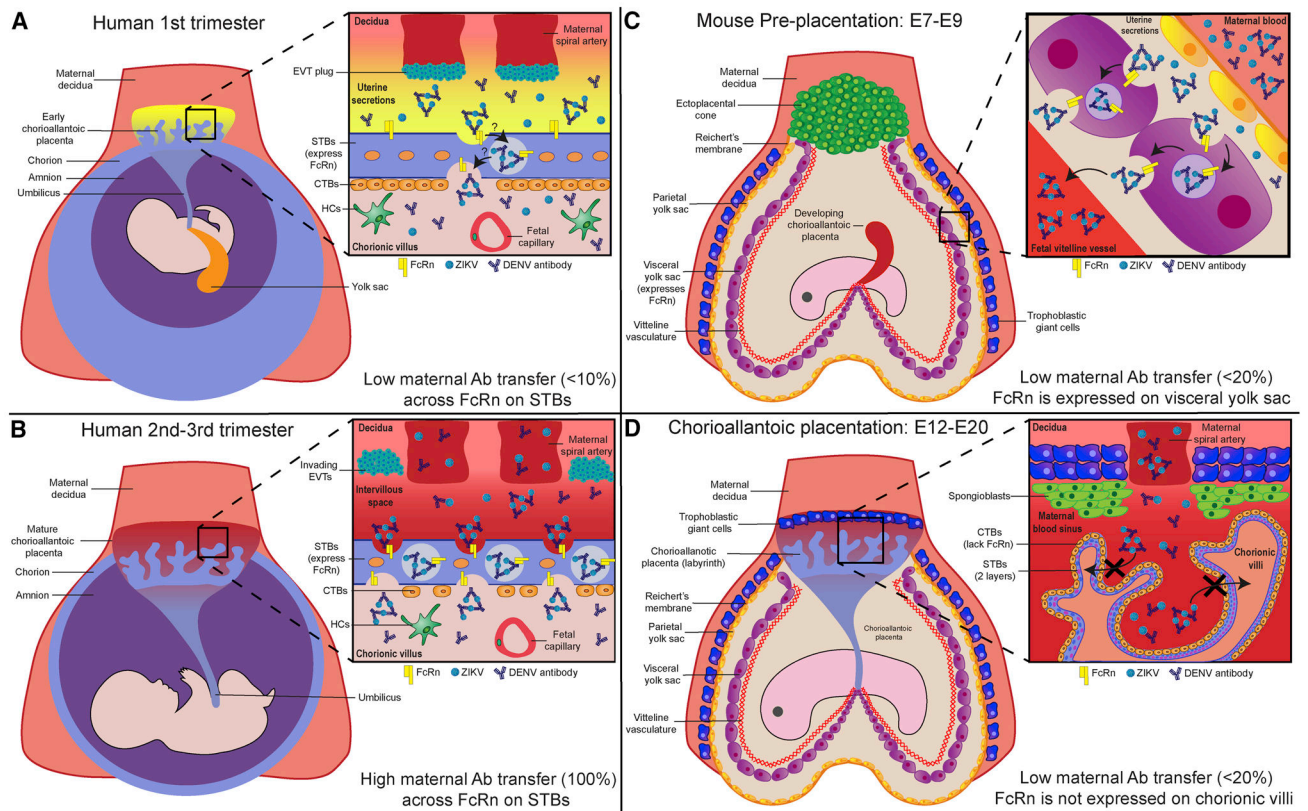 A
Human 1st trimester
Maternal
decidua
Early
chorioallantoic
placenta
Chorion
Amnion
Umbilicus
Yolk sac
Decidua
Maternal
spiral artery
EVT plug
Uterine
secretions
STBs
(express
FcRn)
?
?
CTBs
HCs
Fetal
capillary
Chorionic villus
FcRn
ZIKV
DENV antibody
Low maternal Ab transfer (<10%)
across FcRn on STBs
B
Human 2nd-3rd trimester
Maternal
decidua
Mature
chorioallantoic
placenta
Chorion
Amnion
Umbilicus
Decidua
Maternal
spiral artery
Invading
EVTs
Intervillous
space
STBs
(express
FcRn)
CTBs
HCs
Fetal
capillary
Chorionic villus
FcRn
ZIKV
DENV antibody
High maternal Ab transfer (100%)
across FcRn on STBs
C
Mouse Pre-placentation: E7-E9
Maternal
decidua
Ectoplacental
cone
Reichert's
membrane
Parietal
yolk sac
Developing
chorioallantoic
placenta
Visceral
yolk sac
(expresses
FcRn)
Vitteline
vasculature
Trophoblastic
giant cells
Uterine
secretions
Maternal blood
Fetal vitelline vessel
FcRn
ZIKV
DENV antibody
Low maternal Ab transfer (<20%)
FcRn is expressed on visceral yolk sac
D
Chorioallantoic placentation: E12-E20
Maternal
decidua
Trophoblastic
giant cells
Chorioallanotic
placenta (labyrinth)
Reichert's
membrane
Parietal
yolk sac
Chorioallantoic
placenta
Visceral
yolk sac
Vitteline
vasculature
Decidua
Maternal
spiral artery
Spongioblasts
Maternal
blood sinus
CTBs
(lack FcRn)
STBs
(2 layers)
Chorionic
villi
FcRn
ZIKV
DENV antibody
Low maternal Ab transfer (<20%)
FcRn is not expressed on chorionic villi